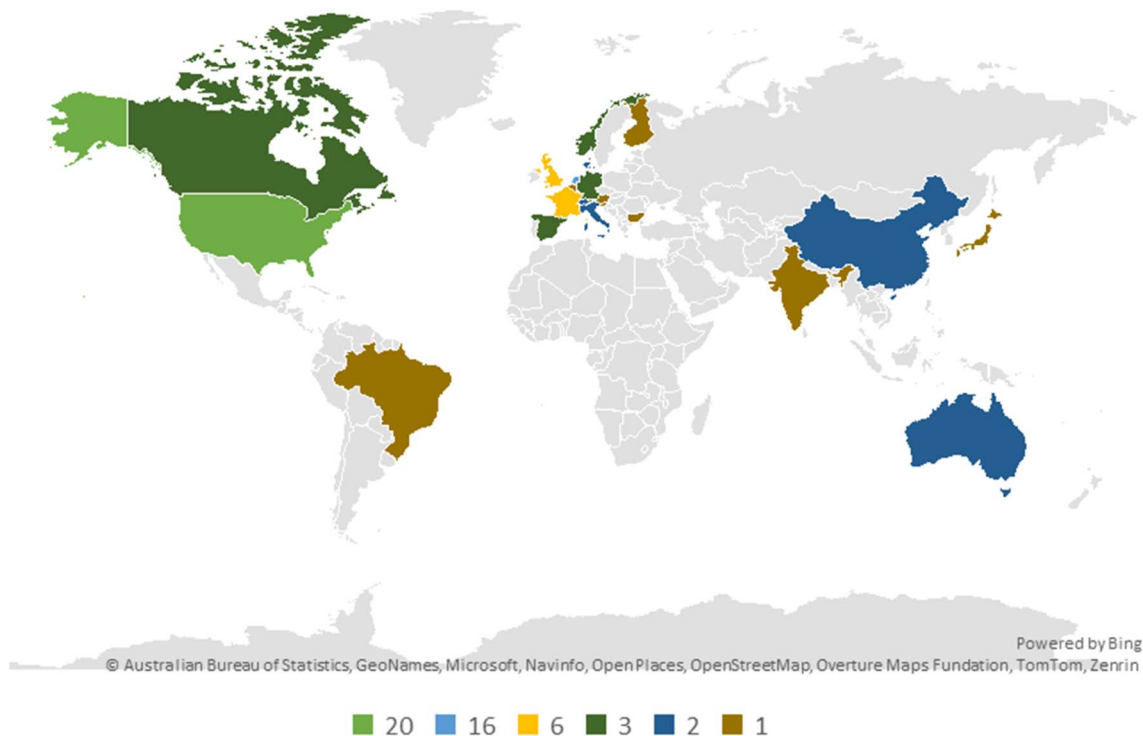 Powered by Bing
© Australian Bureau of Statistics, GeoNames, Microsoft, Navinfo, Open Places, OpenStreetMap, Overture Maps Fundation, TomTom, Zenrin
20 16 6 3 2 1